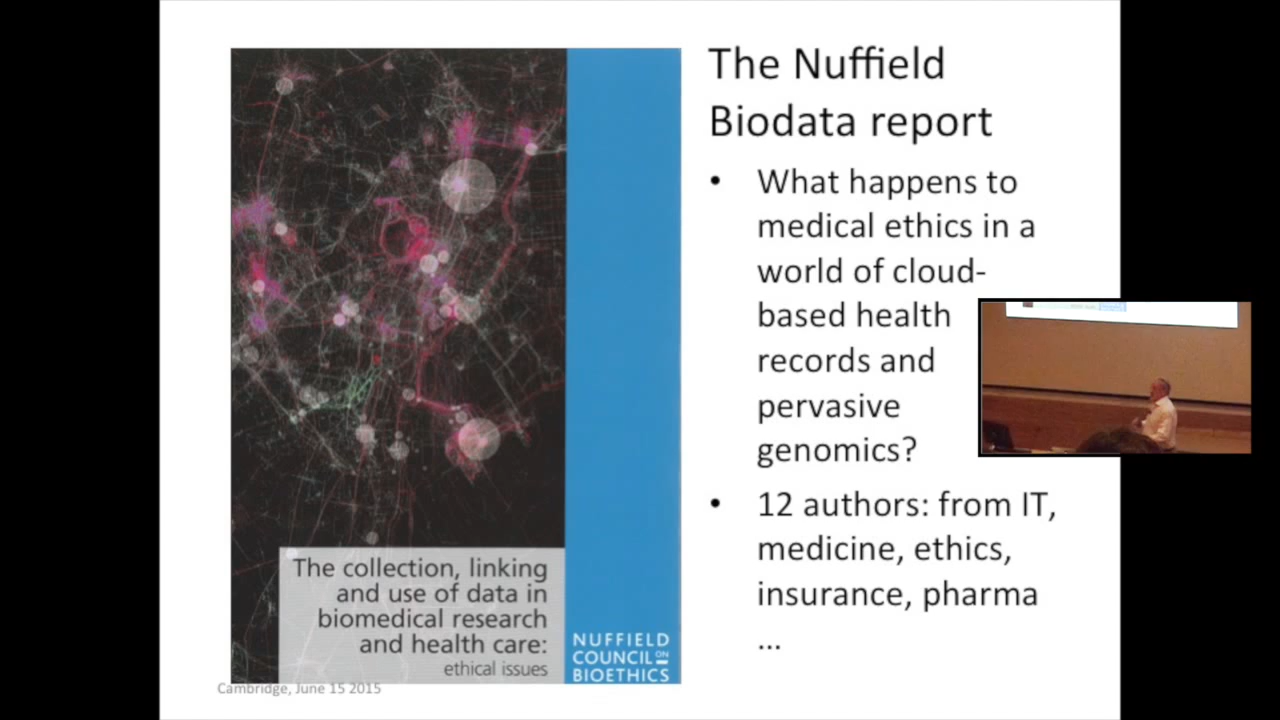 The Nuffield
Biodata report
• What happens to
medical ethics in a
world of cloud-
based health
records and
pervasive
genomics?
• 12 authors: from IT,
medicine, ethics,
insurance, pharma
...
The collection, linking
and use of data in
biomedical research
and health care:
ethical issues
NUFFIELD
COUNCIL ON
BIOETHICS
Cambridge, June 15 2015